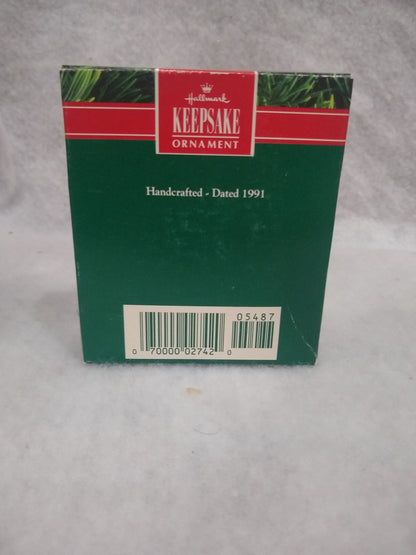 Hallmark
KEEPSAKE
ORNAMENT
Handcrafted - Dated 1991
05487
0 70000 02742 0